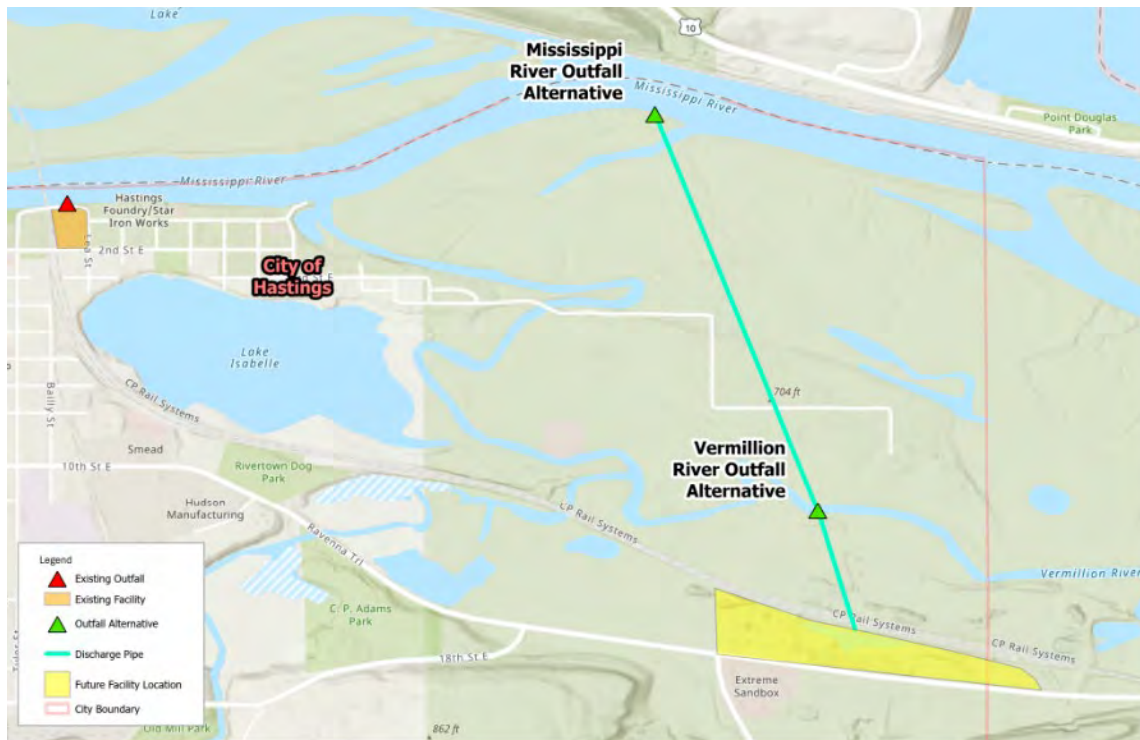 Lake
10
Mississippi
River Outfall
Alternative
Mississippi River
Point Douglas
Park
Mississippi River
Hastings
Foundry/Star
Iron Works
Lea St
2nd St E
City of
Hastings
St E
Lake
Isabelle
CP Rail Systems
Bailly St
704 ft
Smead
10th St E
Rivertown Dog
Park
Vermillion
River Outfall
Alternative
Hudson
Manufacturing
CP Rail Systems
Ravenna Trl
Vermillion River
C. P. Adams
Park
CP Rail Systems
CP Rail Systems
18th St E
Extreme
Sandbox
Tyler St
Old Mill Park
862 ft
Legend
Existing Outfall
Existing Facility
Outfall Alternative
Discharge Pipe
Future Facility Location
City Boundary